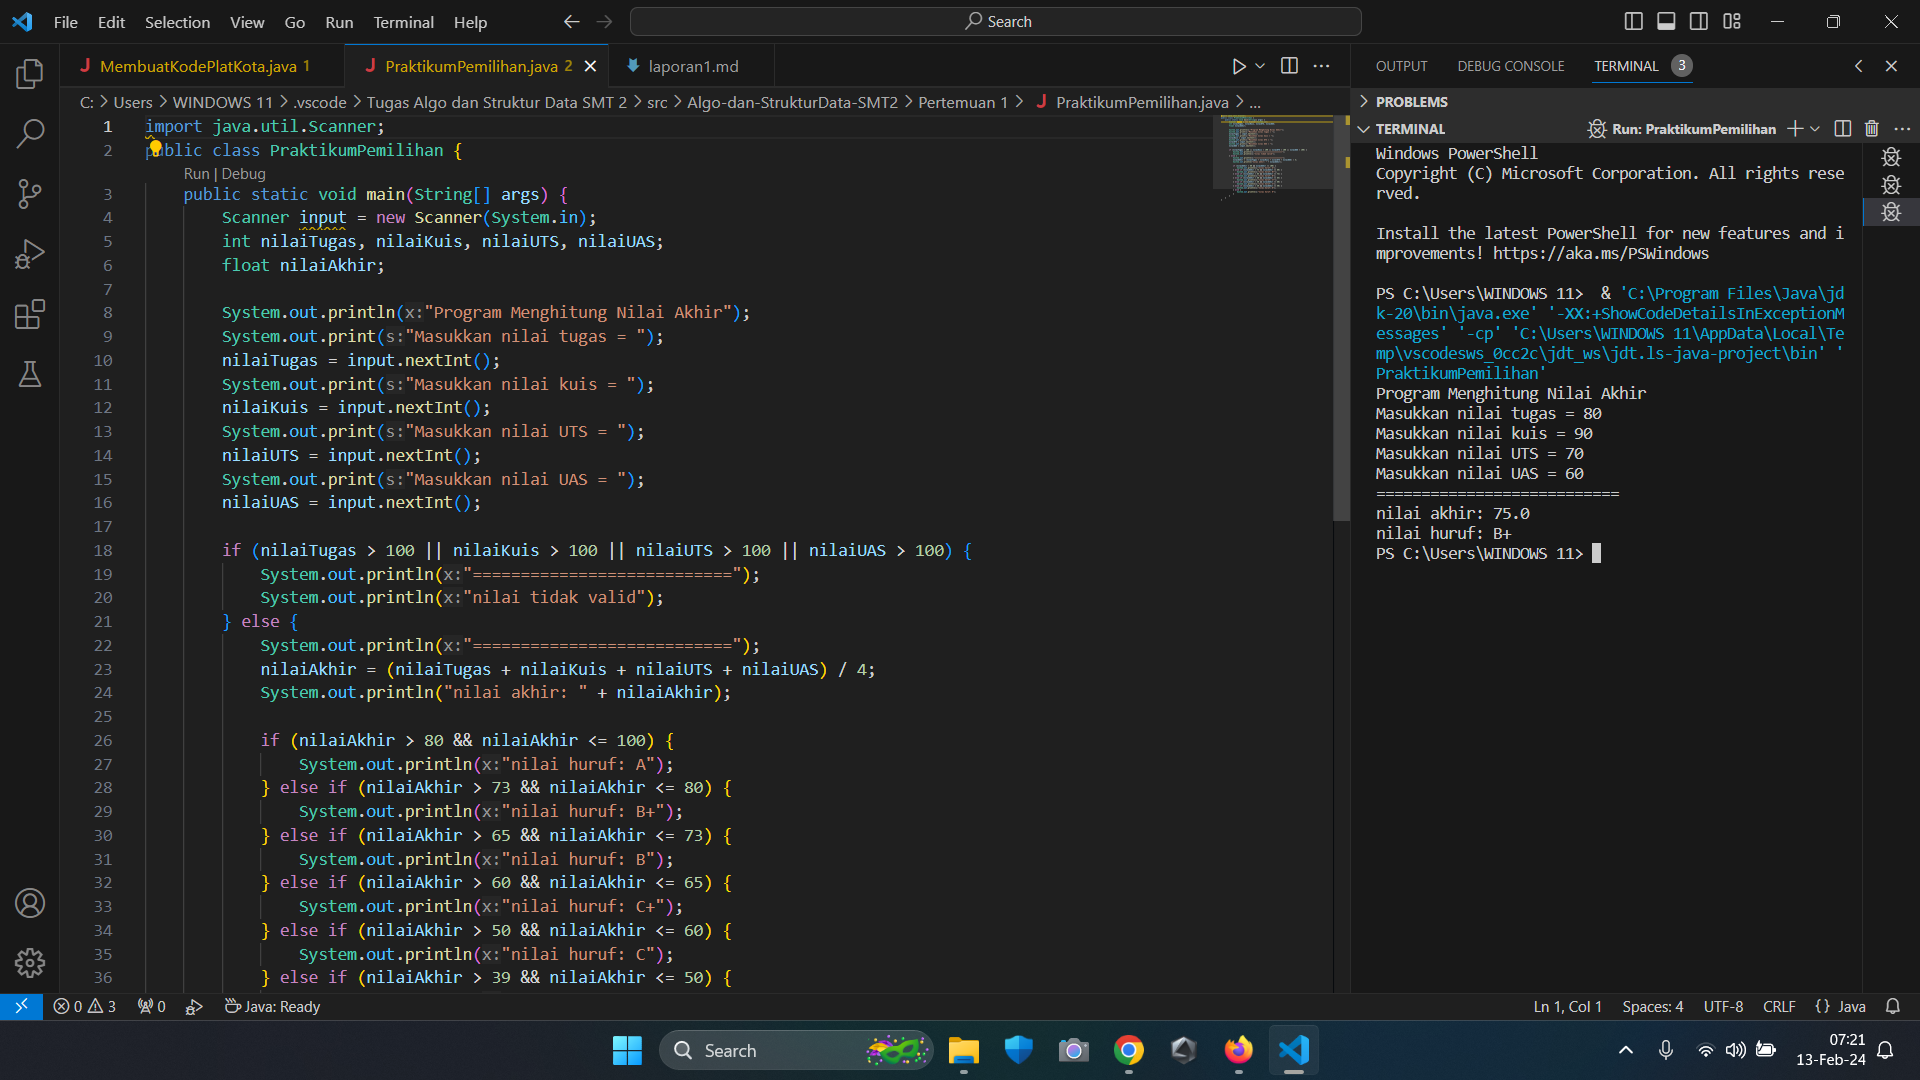 File Edit Selection View Go Run Terminal Help
Search
MembuatKodePlatKota.java 1
PraktikumPemilihan.java 2
laporan1.md
C: > Users > WINDOWS 11 > .vscode > Tugas Algo dan Struktur Data SMT 2 > src > Algo-dan-StrukturData-SMT2 > Pertemuan 1 > PraktikumPemilihan.java > ...
1 import java.util.Scanner;
2 public class PraktikumPemilihan {
Run | Debug
3 public static void main(String[] args) {
4 Scanner input = new Scanner(System.in);
5 int nilaiTugas, nilaiKuis, nilaiUTS, nilaiUAS;
6 float nilaiAkhir;
7
8 System.out.println(x:"Program Menghitung Nilai Akhir");
9 System.out.print(s:"Masukkan nilai tugas = ");
10 nilaiTugas = input.nextInt();
11 System.out.print(s:"Masukkan nilai kuis = ");
12 nilaiKuis = input.nextInt();
13 System.out.print(s:"Masukkan nilai UTS = ");
14 nilaiUTS = input.nextInt();
15 System.out.print(s:"Masukkan nilai UAS = ");
16 nilaiUAS = input.nextInt();
17
18 if (nilaiTugas > 100 || nilaiKuis > 100 || nilaiUTS > 100 || nilaiUAS > 100) {
19 System.out.println(x:"===========================");
20 System.out.println(x:"nilai tidak valid");
21 } else {
22 System.out.println(x:"===========================");
23 nilaiAkhir = (nilaiTugas + nilaiKuis + nilaiUTS + nilaiUAS) / 4;
24 System.out.println("nilai akhir: " + nilaiAkhir);
25
26 if (nilaiAkhir > 80 && nilaiAkhir <= 100) {
27 System.out.println(x:"nilai huruf: A");
28 } else if (nilaiAkhir > 73 && nilaiAkhir <= 80) {
29 System.out.println(x:"nilai huruf: B+");
30 } else if (nilaiAkhir > 65 && nilaiAkhir <= 73) {
31 System.out.println(x:"nilai huruf: B");
32 } else if (nilaiAkhir > 60 && nilaiAkhir <= 65) {
33 System.out.println(x:"nilai huruf: C+");
34 } else if (nilaiAkhir > 50 && nilaiAkhir <= 60) {
35 System.out.println(x:"nilai huruf: C");
36 } else if (nilaiAkhir > 39 && nilaiAkhir <= 50) {
OUTPUT DEBUG CONSOLE TERMINAL 3
PROBLEMS
TERMINAL Run: PraktikumPemilihan
Windows PowerShell
Copyright (C) Microsoft Corporation. All rights rese
rved.
Install the latest PowerShell for new features and i
mprovements! https://aka.ms/PSWindows
PS C:\Users\WINDOWS 11> & 'C:\Program Files\Java\jd
k-20\bin\java.exe' '-XX:+ShowCodeDetailsInExceptionM
essages' '-cp' 'C:\Users\WINDOWS 11\AppData\Local\Te
mp\vscodesws_0cc2c\jdt_ws\jdt.ls-java-project\bin' '
PraktikumPemilihan'
Program Menghitung Nilai Akhir
Masukkan nilai tugas = 80
Masukkan nilai kuis = 90
Masukkan nilai UTS = 70
Masukkan nilai UAS = 60
===========================
nilai akhir: 75.0
nilai huruf: B+
PS C:\Users\WINDOWS 11>
0 3 0 Java: Ready
Ln 1, Col 1 Spaces: 4 UTF-8 CRLF {} Java
Search
07:21
13-Feb-24